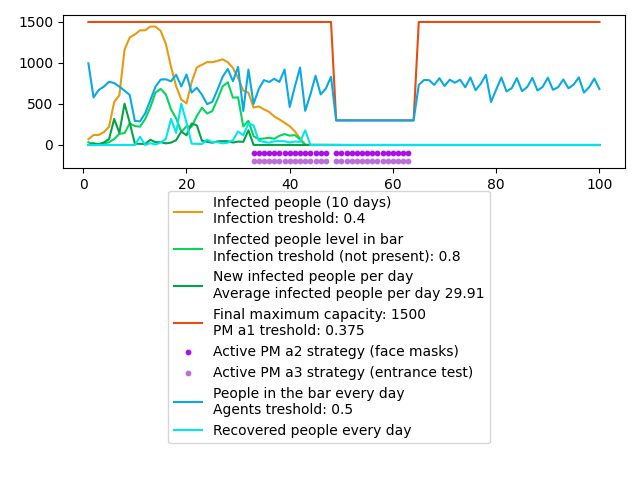 1500
1000
500
0
0 20 40 60 80 100
Infected people (10 days)
Infection treshold: 0.4
Infected people level in bar
Infection treshold (not present): 0.8
New infected people per day
Average infected people per day 29.91
Final maximum capacity: 1500
PM a1 treshold: 0.375
Active PM a2 strategy (face masks)
Active PM a3 strategy (entrance test)
People in the bar every day
Agents treshold: 0.5
Recovered people every day